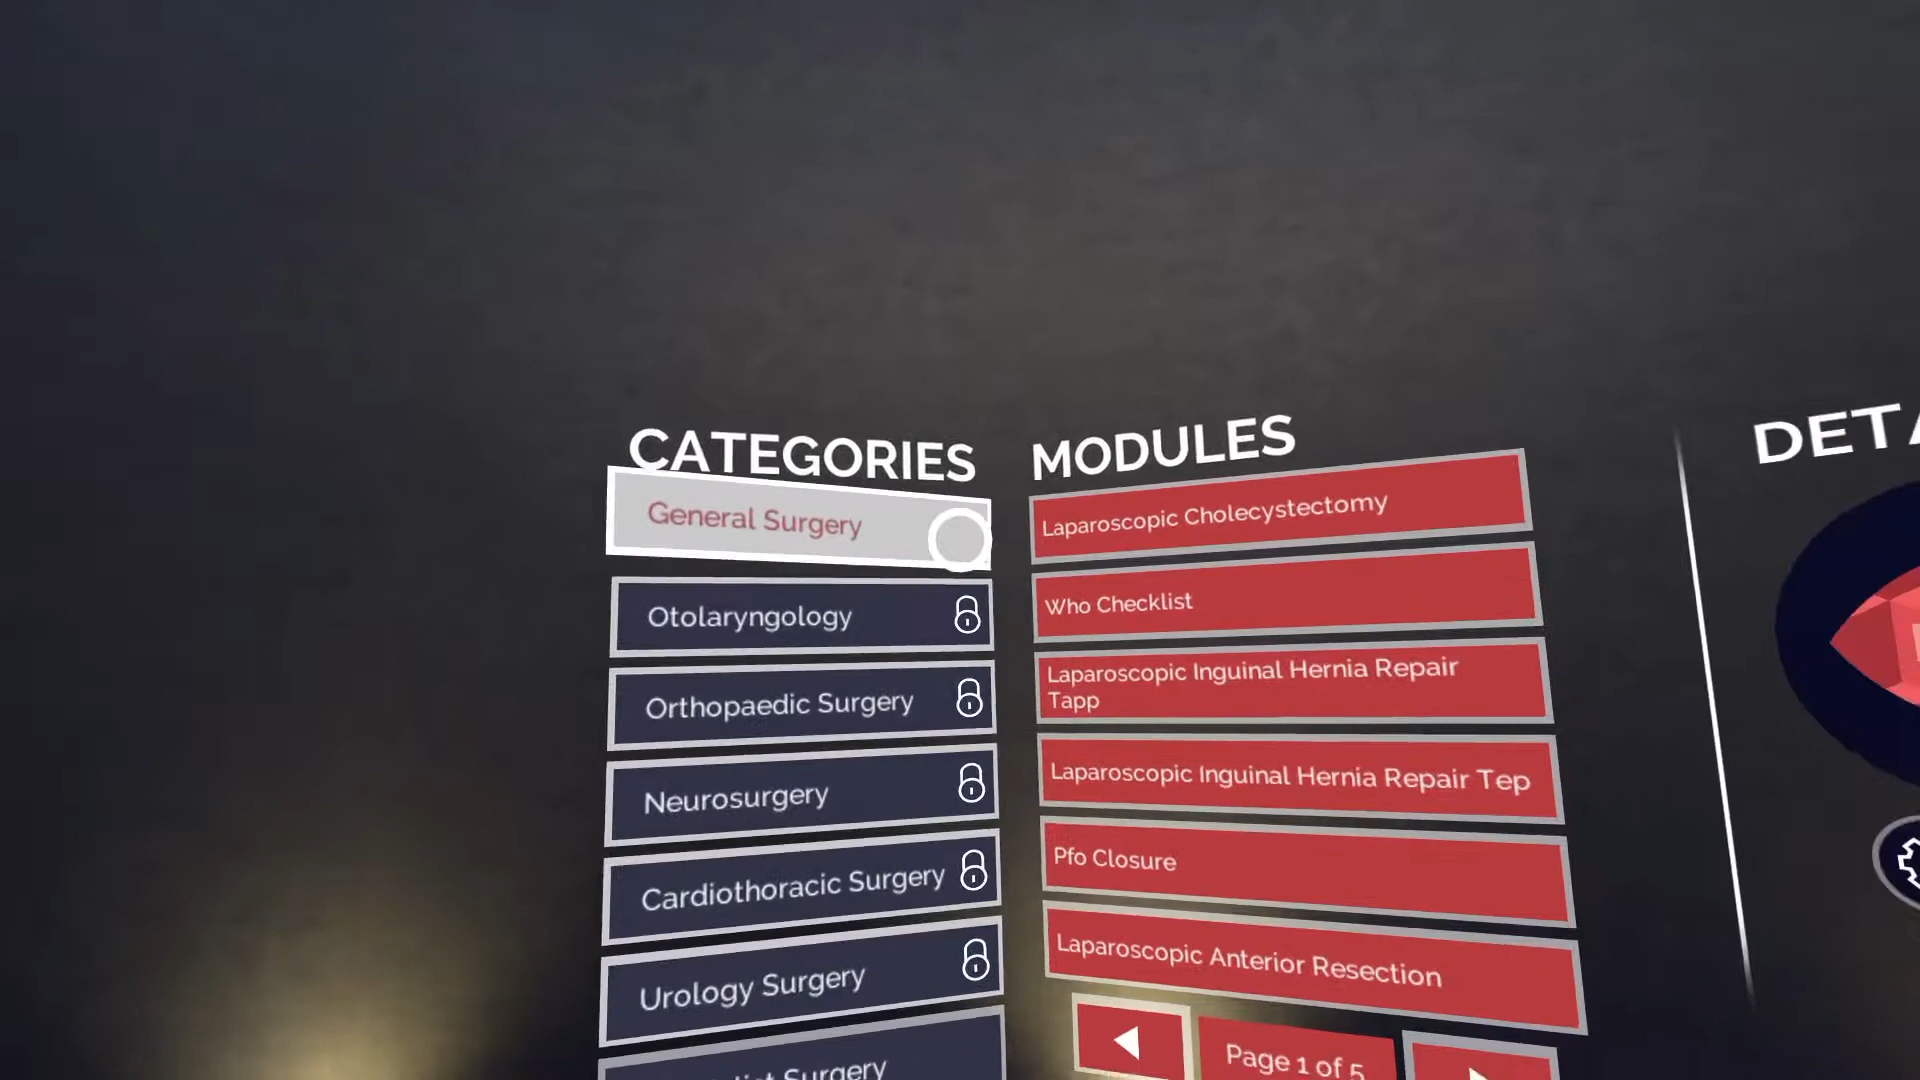 CATEGORIES
General Surgery
Otolaryngology
Orthopaedic Surgery
Neurosurgery
Cardiothoracic Surgery
Urology Surgery
Surgery
MODULES
Laparoscopic Cholecystectomy
Who Checklist
Laparoscopic Inguinal Hernia Repair
Tapp
Laparoscopic Inguinal Hernia Repair Tep
Pfo Closure
Laparoscopic Anterior Resection
Page 1 of 5